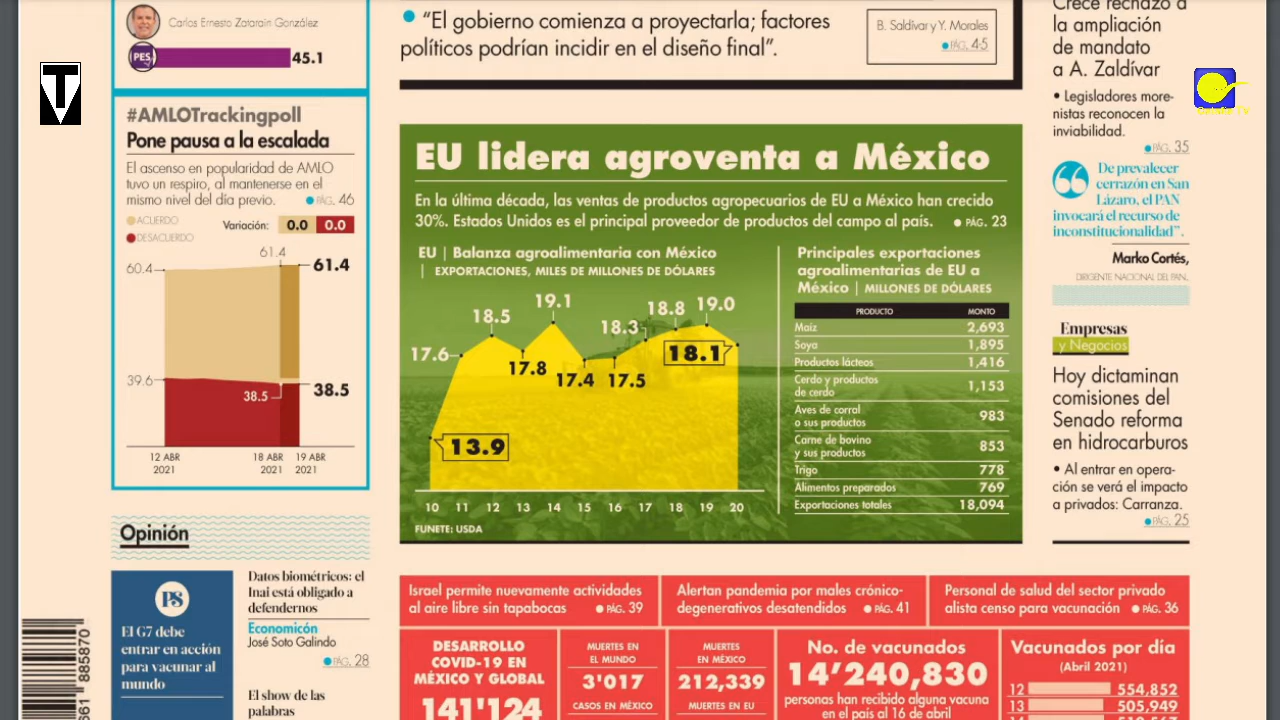 Carlos Ernesto Zatarain González
PES
45.1
#AMLOTrackingpoll
Pone pausa a la escalada
El ascenso en popularidad de AMLO
tuvo un respiro, al mantenerse en el
mismo nivel del día previo. ● PÁG. 46
ACUERDO
DESACUERDO
Variación: 0.0 0.0
61.4
60.4
61.4
39.6
38.5
38.5
12 ABR
2021
18 ABR
2021
19 ABR
2021
Opinión
PS
El G7 debe
entrar en acción
para vacunar al
mundo
Datos biométricos: el
Inai está obligado a
defendernos
Economicón
José Soto Galindo
● PÁG. 28
El show de las
palabras
661 885870
T
● “El gobierno comienza a proyectarla; factores
políticos podrían incidir en el diseño final”.
B. Saldívar y Y. Morales
● PÁG. 4-5
EU lidera agroventa a México
En la última década, las ventas de productos agropecuarios de EU a México han crecido
30%. Estados Unidos es el principal proveedor de productos del campo al país. ● PÁG. 23
EU | Balanza agroalimentaria con México
| EXPORTACIONES, MILES DE MILLONES DE DÓLARES
13.9
17.6
18.5
17.8
19.1
17.4
17.5
18.3
18.8
19.0
18.1
10 11 12 13 14 15 16 17 18 19 20
FUNETE: USDA
Principales exportaciones
agroalimentarias de EU a
México | MILLONES DE DÓLARES
PRODUCTO MONTO
Maíz 2,693
Soya 1,895
Productos lácteos 1,416
Cerdo y productos
de cerdo 1,153
Aves de corral
o sus productos 983
Carne de bovino
y sus productos 853
Trigo 778
Alimentos preparados 769
Exportaciones totales 18,094
Crece rechazo a
la ampliación
de mandato
a A. Zaldívar
• Legisladores more-
nistas reconocen la
inviabilidad.
● PÁG. 35
De prevalecer
cerrazón en San
Lázaro, el PAN
invocará el recurso de
inconstitucionalidad”.
Marko Cortés,
DIRIGENTE NACIONAL DEL PAN.
Empresas
y Negocios
Hoy dictaminan
comisiones del
Senado reforma
en hidrocarburos
• Al entrar en opera-
ción se verá el impacto
a privados: Carranza.
● PÁG. 25
Israel permite nuevamente actividades
al aire libre sin tapabocas ● PÁG. 39
Alertan pandemia por males crónico-
degenerativos desatendidos ● PÁG. 41
Personal de salud del sector privado
alista censo para vacunación ● PÁG. 36
DESARROLLO
COVID-19 EN
MÉXICO Y GLOBAL
141'124
MUERTES EN
EL MUNDO
3'017
CASOS EN MÉXICO
MUERTES
EN MÉXICO
212,339
MUERTES EN EU
No. de vacunados
14’240,830
personas han recibido alguna vacuna
en el país al 16 de abril
Vacunados por día
(Abril 2021)
12 554,852
13 505,949